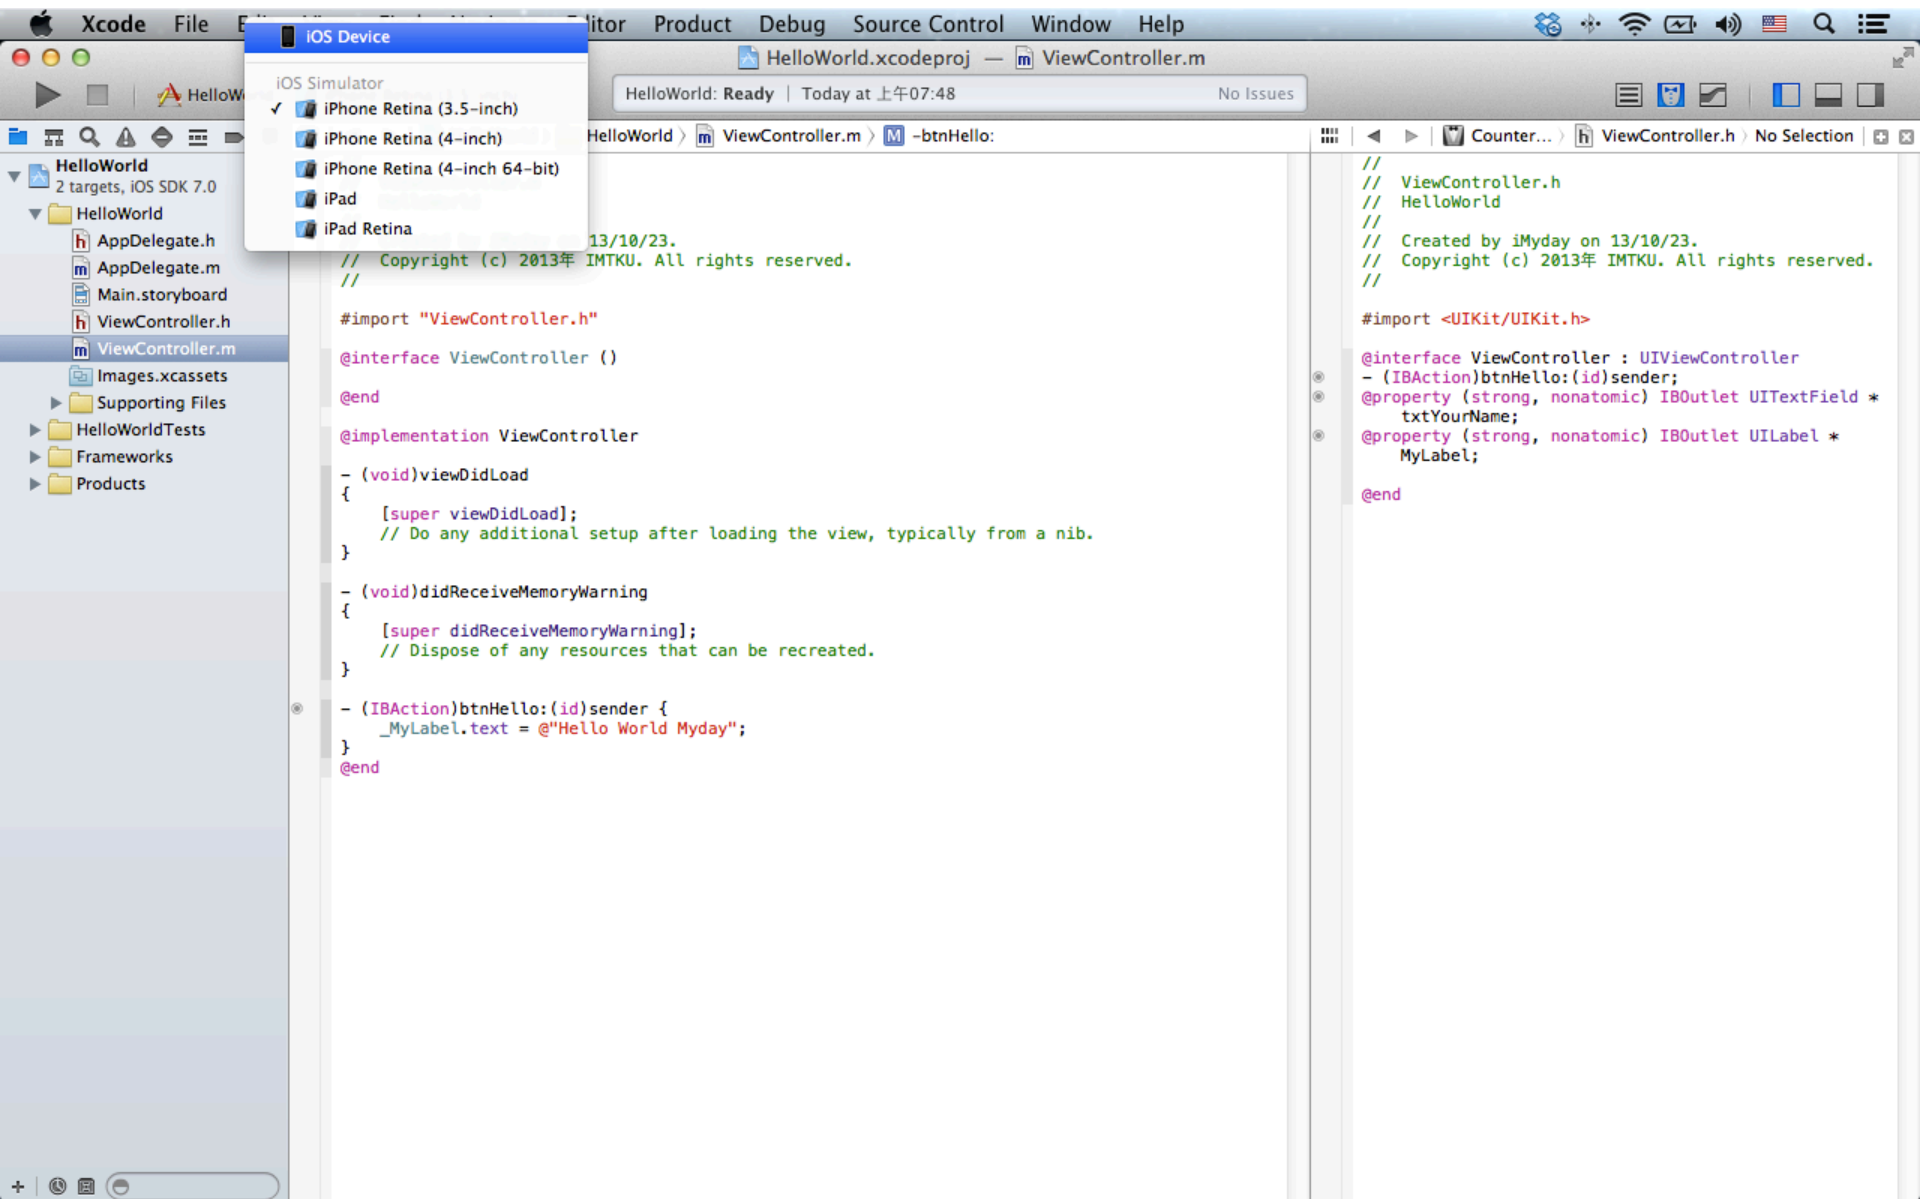 Xcode File Product Debug Source Control Window Help
iOS Device
iOS Simulator
iPhone Retina (3.5-inch)
iPhone Retina (4-inch)
iPhone Retina (4-inch 64-bit)
iPad
iPad Retina
HelloWorld.xcodeproj — ViewController.m
HelloWorld: Ready | Today at 上午07:48 No Issues
HelloWorld 〉 ViewController.m 〉 M -btnHello:
Counter... 〉 ViewController.h 〉 No Selection
HelloWorld
2 targets, iOS SDK 7.0
HelloWorld
AppDelegate.h
AppDelegate.m
Main.storyboard
ViewController.h
ViewController.m
Images.xcassets
Supporting Files
HelloWorldTests
Frameworks
Products
13/10/23.
// Copyright (c) 2013年 IMTKU. All rights reserved.
//
#import "ViewController.h"
@interface ViewController ()
@end
@implementation ViewController
- (void)viewDidLoad
{
[super viewDidLoad];
// Do any additional setup after loading the view, typically from a nib.
}
- (void)didReceiveMemoryWarning
{
[super didReceiveMemoryWarning];
// Dispose of any resources that can be recreated.
}
- (IBAction)btnHello:(id)sender {
_MyLabel.text = @"Hello World Myday";
}
@end
//
// ViewController.h
// HelloWorld
//
// Created by iMyday on 13/10/23.
// Copyright (c) 2013年 IMTKU. All rights reserved.
//
#import <UIKit/UIKit.h>
@interface ViewController : UIViewController
- (IBAction)btnHello:(id)sender;
@property (strong, nonatomic) IBOutlet UITextField *
txtYourName;
@property (strong, nonatomic) IBOutlet UILabel *
MyLabel;
@end